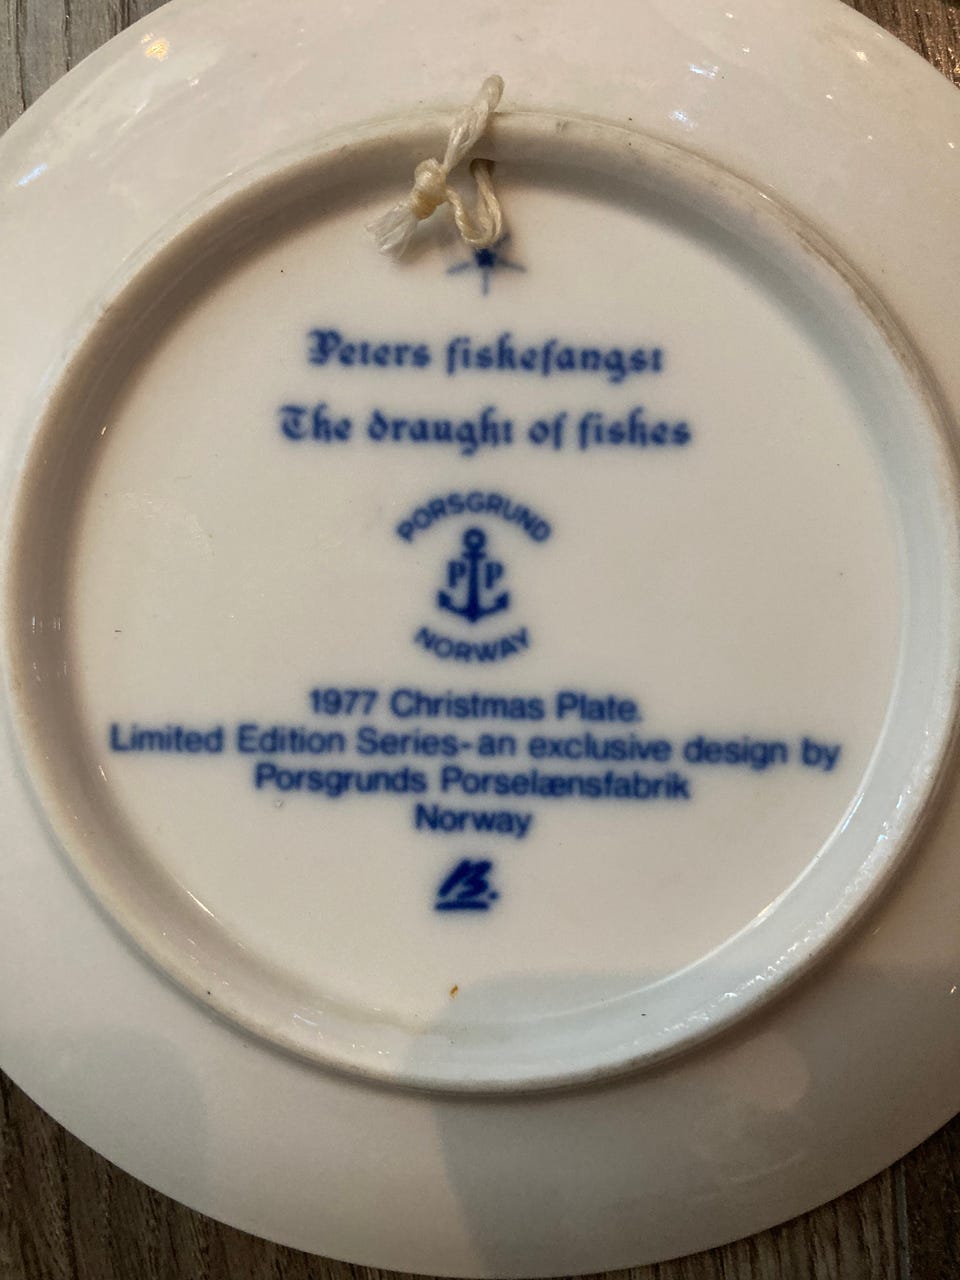 Peters fiskefangst
The draught of fishes
PORSGRUND
P P
NORWAY
1977 Christmas Plate.
Limited Edition Series-an exclusive design by
Porsgrunds Porselænsfabrik
Norway